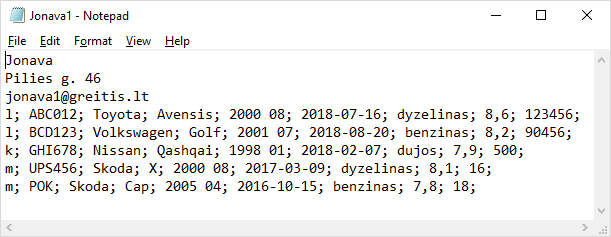 Jonava1 - Notepad
File Edit Format View Help
Jonava
Pilies g. 46
jonava1@greitis.lt
l; ABC012; Toyota; Avensis; 2000 08; 2018-07-16; dyzelinas; 8,6; 123456;
l; BCD123; Volkswagen; Golf; 2001 07; 2018-08-20; benzinas; 8,2; 90456;
k; GHI678; Nissan; Qashqai; 1998 01; 2018-02-07; dujos; 7,9; 500;
m; UPS456; Skoda; X; 2000 08; 2017-03-09; dyzelinas; 8,1; 16;
m; POK; Skoda; Cap; 2005 04; 2016-10-15; benzinas; 7,8; 18;